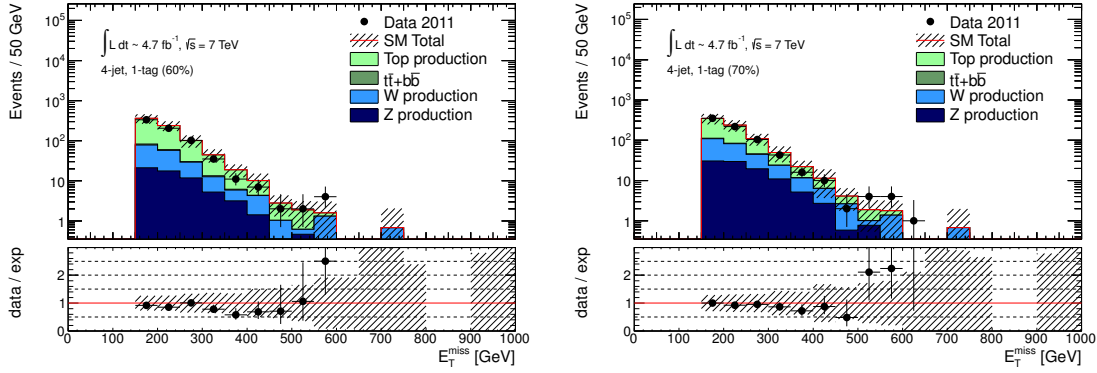 Events / 50 GeV
10⁵
10⁴
10³
10²
10
1
∫ L dt ~ 4.7 fb⁻¹, √s = 7 TeV
4-jet, 1-tag (60%)
Data 2011
SM Total
Top production
tt̄+bb̄
W production
Z production
data / exp
2
1
0
0 100 200 300 400 500 600 700 800 900 1000
E_T^miss [GeV]
Events / 50 GeV
10⁵
10⁴
10³
10²
10
1
∫ L dt ~ 4.7 fb⁻¹, √s = 7 TeV
4-jet, 1-tag (70%)
Data 2011
SM Total
Top production
tt̄+bb̄
W production
Z production
data / exp
2
1
0
0 100 200 300 400 500 600 700 800 900 1000
E_T^miss [GeV]